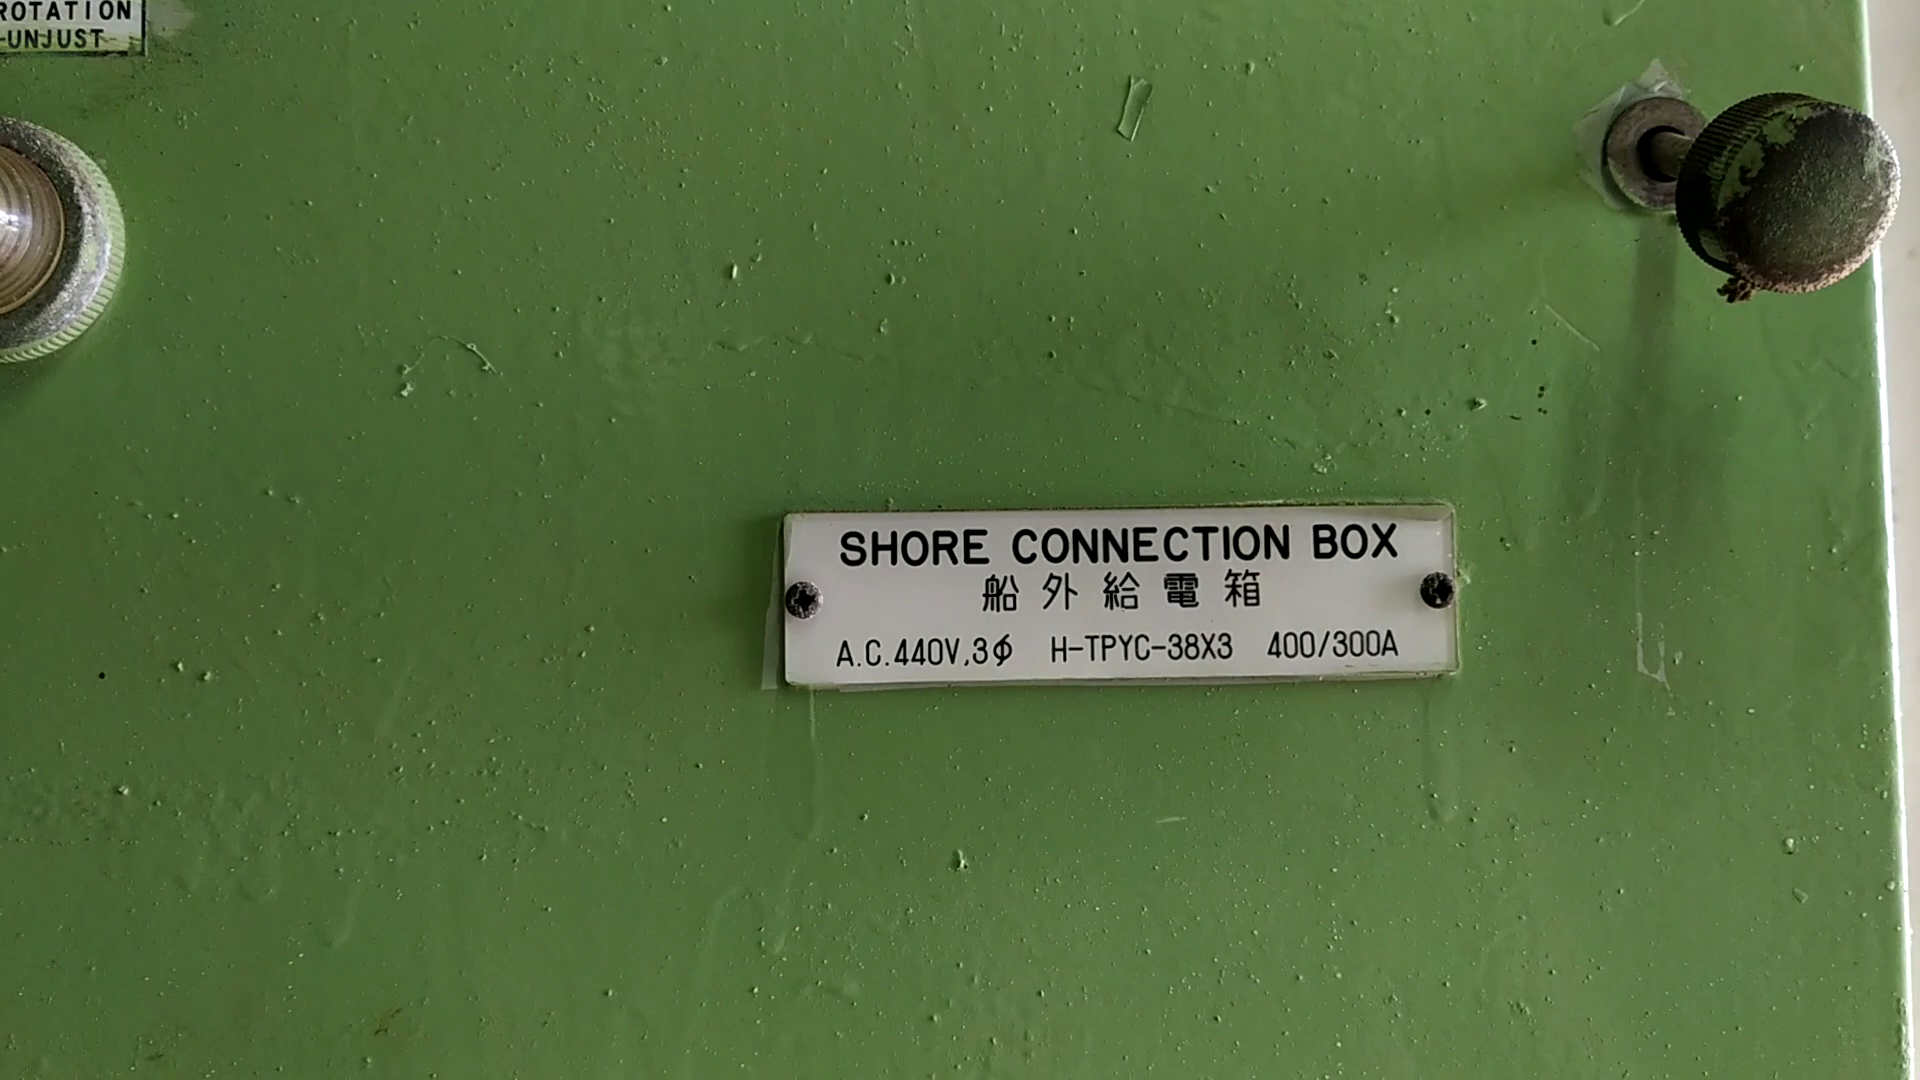 ROTATION
-UNJUST-
SHORE CONNECTION BOX
船外給電箱
A.C.440V,3ϕ H-TPYC-38X3 400/300A